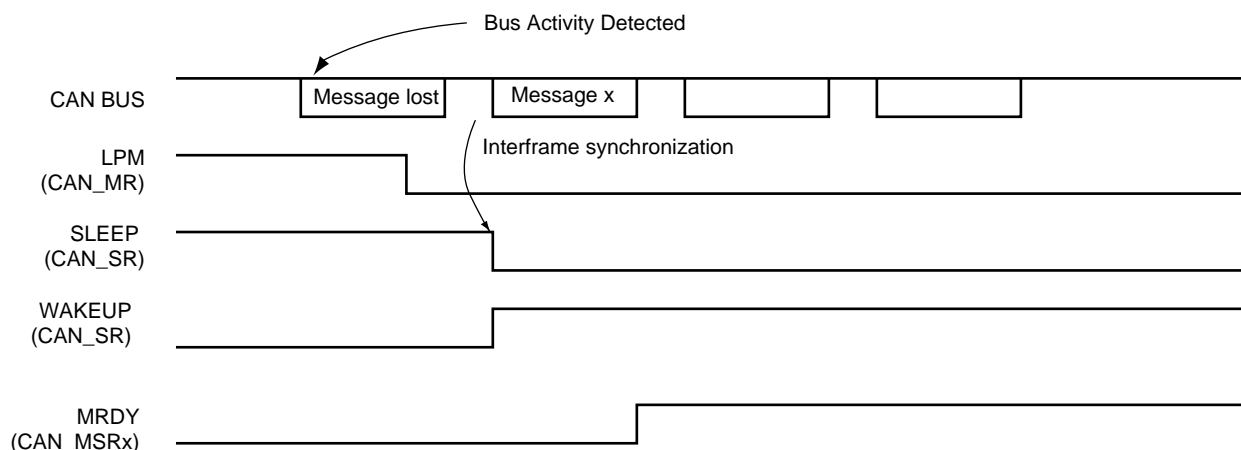 Bus Activity Detected
CAN BUS
Message lost
Message x
Interframe synchronization
LPM
(CAN_MR)
SLEEP
(CAN_SR)
WAKEUP
(CAN_SR)
MRDY
(CAN_MSRx)